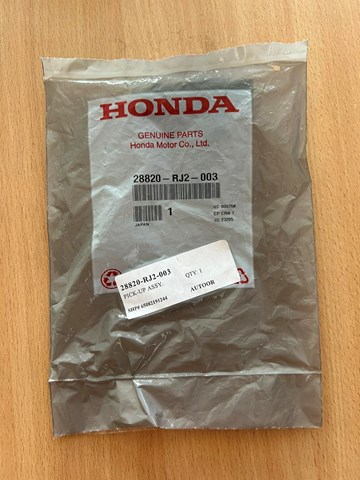 HONDA
GENUINE PARTS
Honda Motor Co., Ltd.
28820-RJ2-003
1
JAPAN
28820-RJ2-003
QTY: 1
PICK-UP ASSY.
AUTOOR